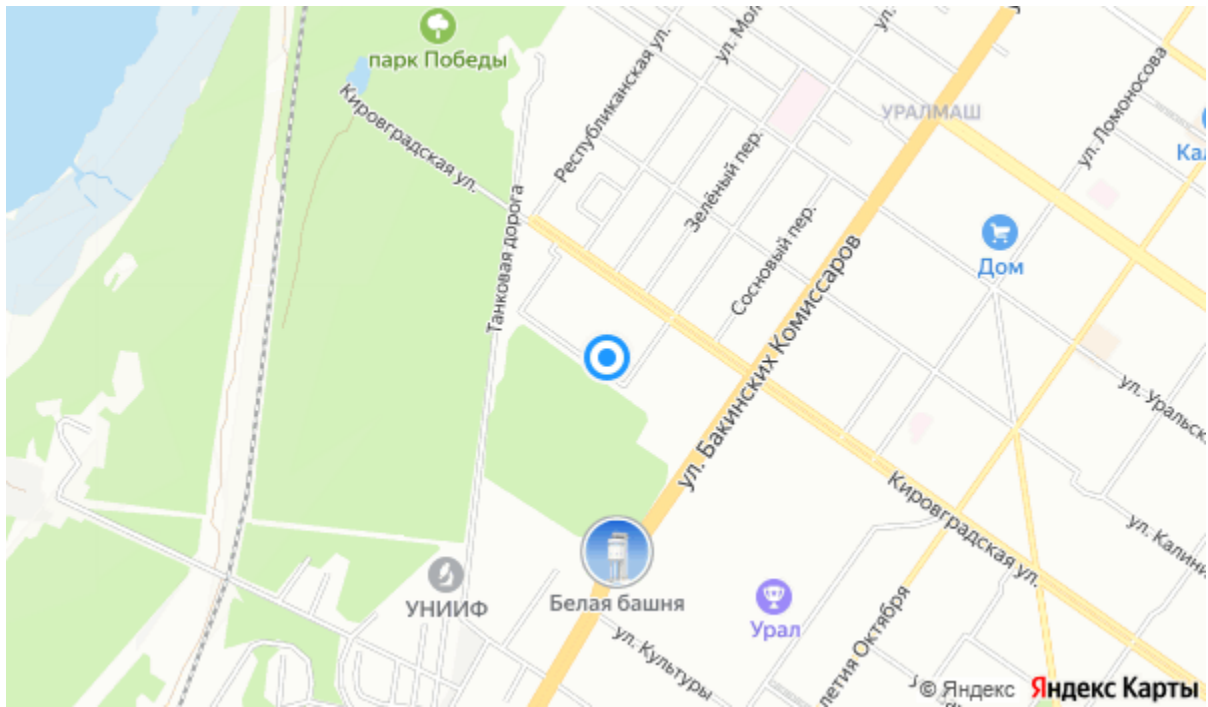 парк Победы
Кировградская ул.
Республиканская ул.
ул. Мол
ул.
УРАЛМАШ
ул. Ломоносова
Ка
Зелёный пер.
Танковая дорога
Сосновый пер.
Дом
ул. Бакинских Комиссаров
ул. Уральск
Кировградская ул.
ул. Калини
УНИИФ
Белая башня
Урал
ул. Культуры
летия Октября
© Яндекс Яндекс Карты